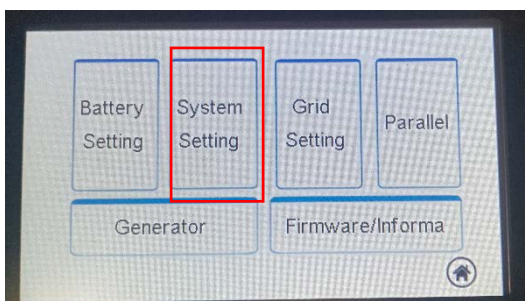 Battery
Setting
System
Setting
Grid
Setting
Parallel
Generator
Firmware/Informa